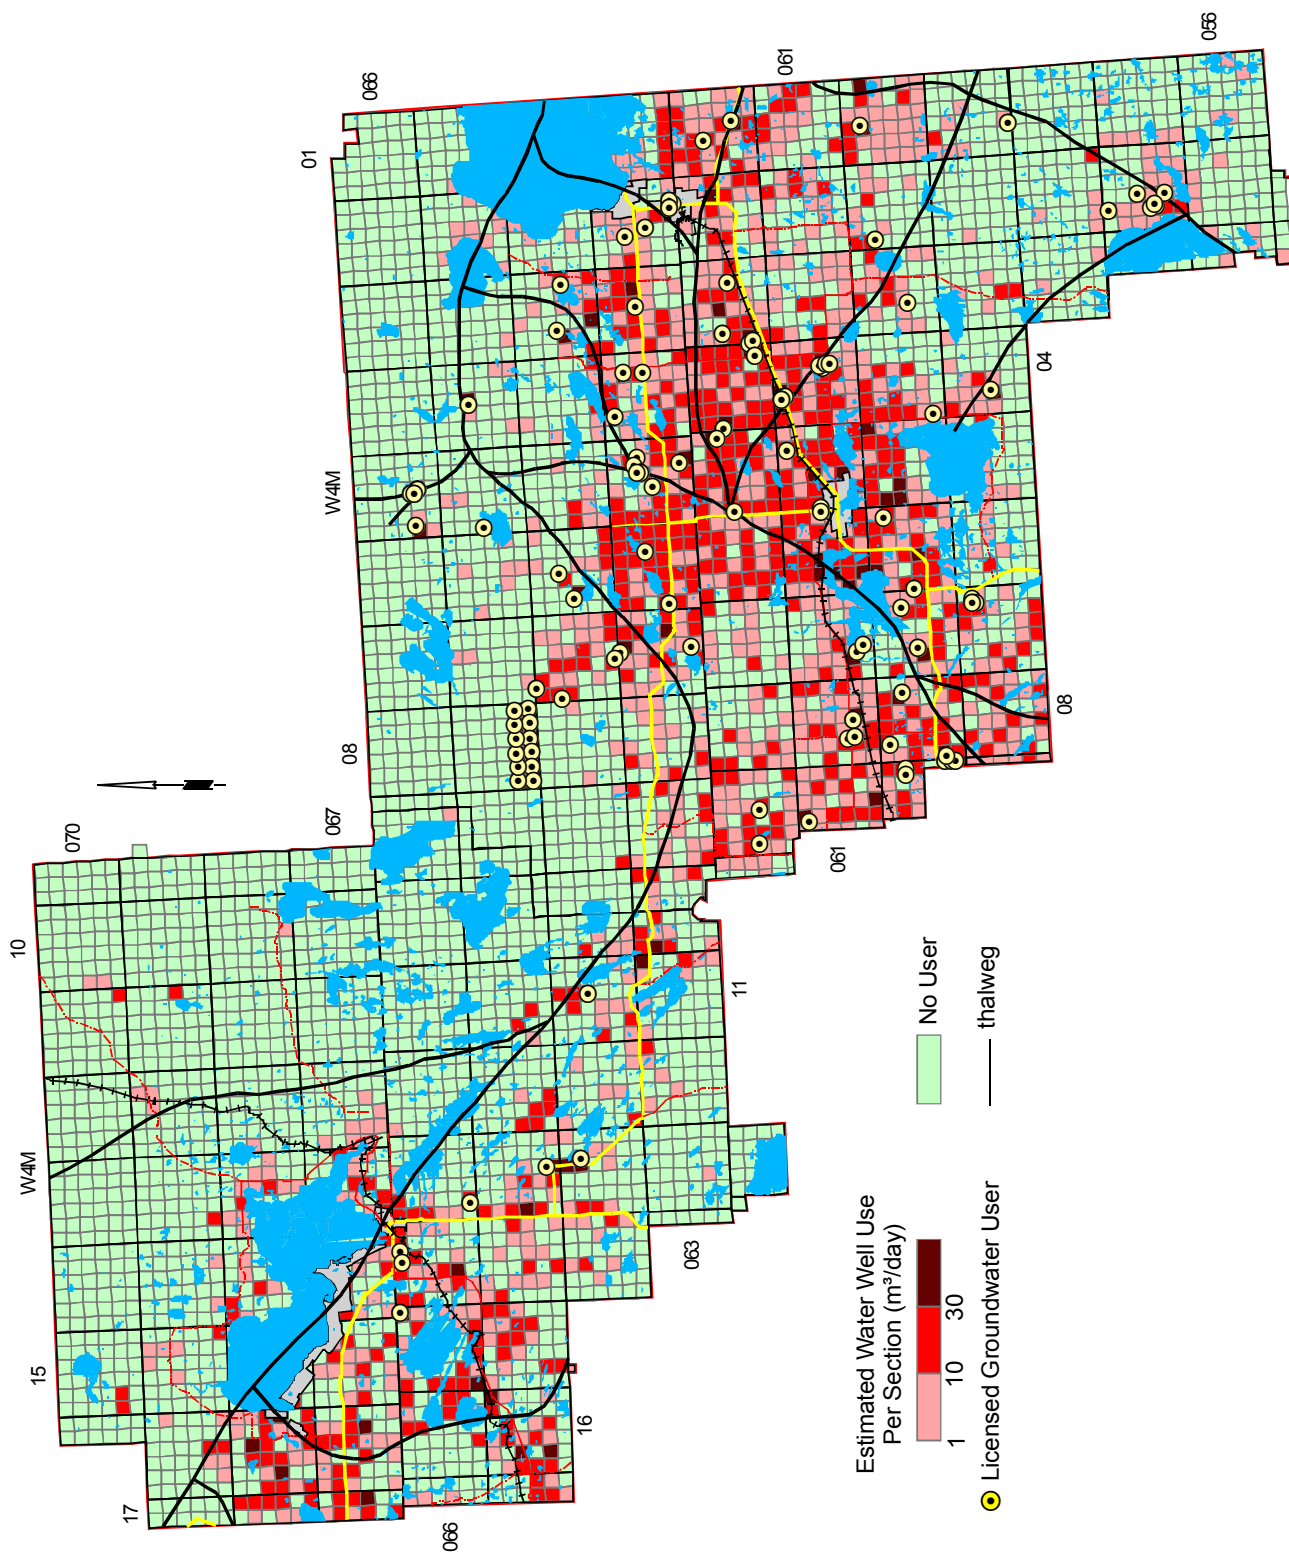 066
01
W4M
08
067
070
10
W4M
15
17
066
16
063
11
061
08
04
061
056
Estimated Water Well Use
Per Section (m³/day)
1 10 30
Licensed Groundwater User
No User
thalweg